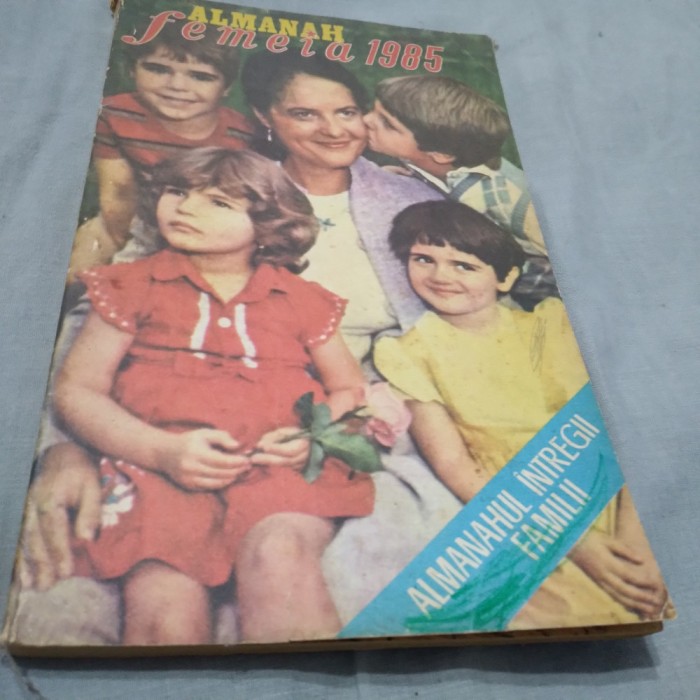 ALMANAH
femeia 1985
ALMANAHUL ÎNTREGII
FAMILII